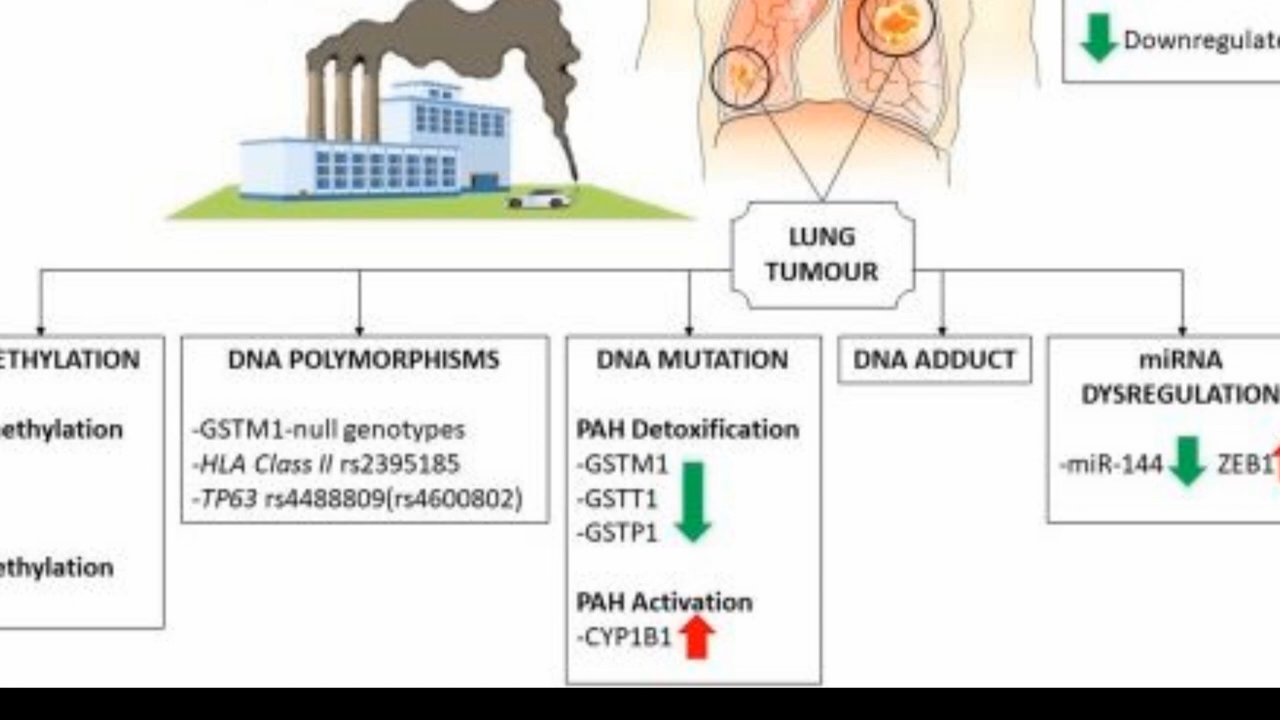 Downregulate
LUNG
TUMOUR
ETHYLATION
ethylation
ethylation
DNA POLYMORPHISMS
-GSTM1-null genotypes
-HLA Class II rs2395185
-TP63 rs4488809(rs4600802)
DNA MUTATION
PAH Detoxification
-GSTM1
-GSTT1
-GSTP1
PAH Activation
-CYP1B1
DNA ADDUCT
miRNA
DYSREGULATION
-miR-144 ZEB1